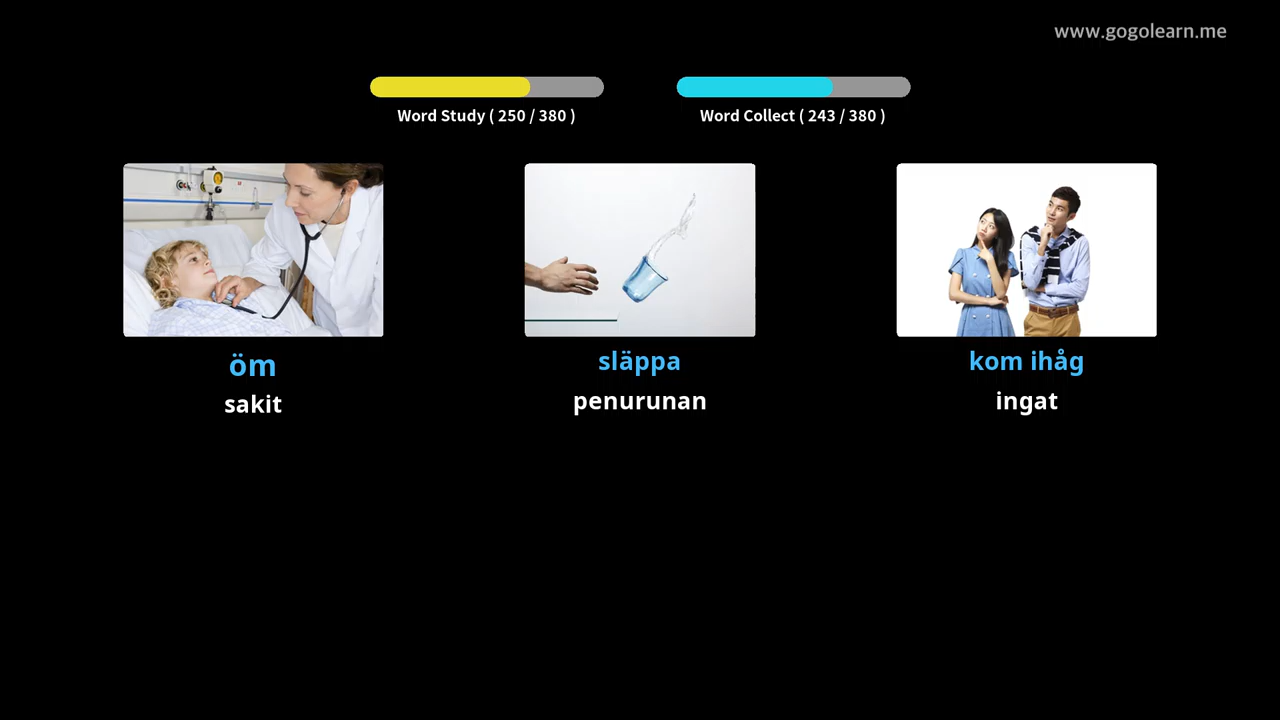 www.gogolearn.me
Word Study ( 250 / 380 )
Word Collect ( 243 / 380 )
öm
sakit
släppa
penurunan
kom ihåg
ingat